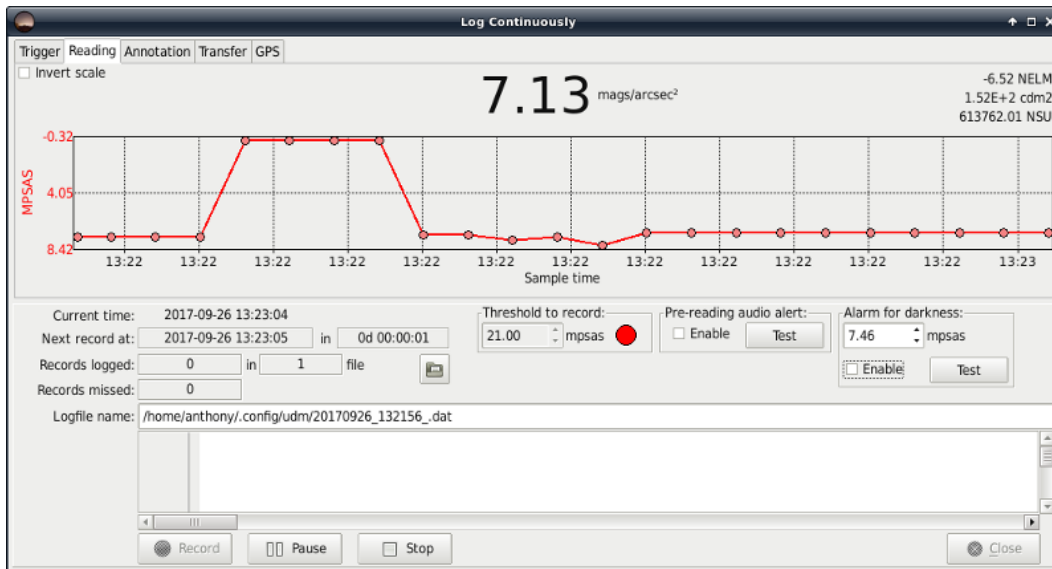 Log Continuously
Trigger Reading Annotation Transfer GPS
Invert scale
7.13 mags/arcsec²
-6.52 NELM
1.52E+2 cdm2
613762.01 NSU
-0.32
4.05
8.42
MPSAS
13:22 13:22 13:22 13:22 13:22 13:22 13:22 13:22 13:22 13:22 13:22 13:22 13:23
Sample time
Current time: 2017-09-26 13:23:04
Next record at: 2017-09-26 13:23:05 in 0d 00:00:01
Records logged: 0 in 1 file
Records missed: 0
Threshold to record:
21.00 mpsas
Pre-reading audio alert:
Enable Test
Alarm for darkness:
7.46 mpsas
Enable Test
Logfile name: /home/anthony/.config/udm/20170926_132156_.dat
Record Pause Stop Close